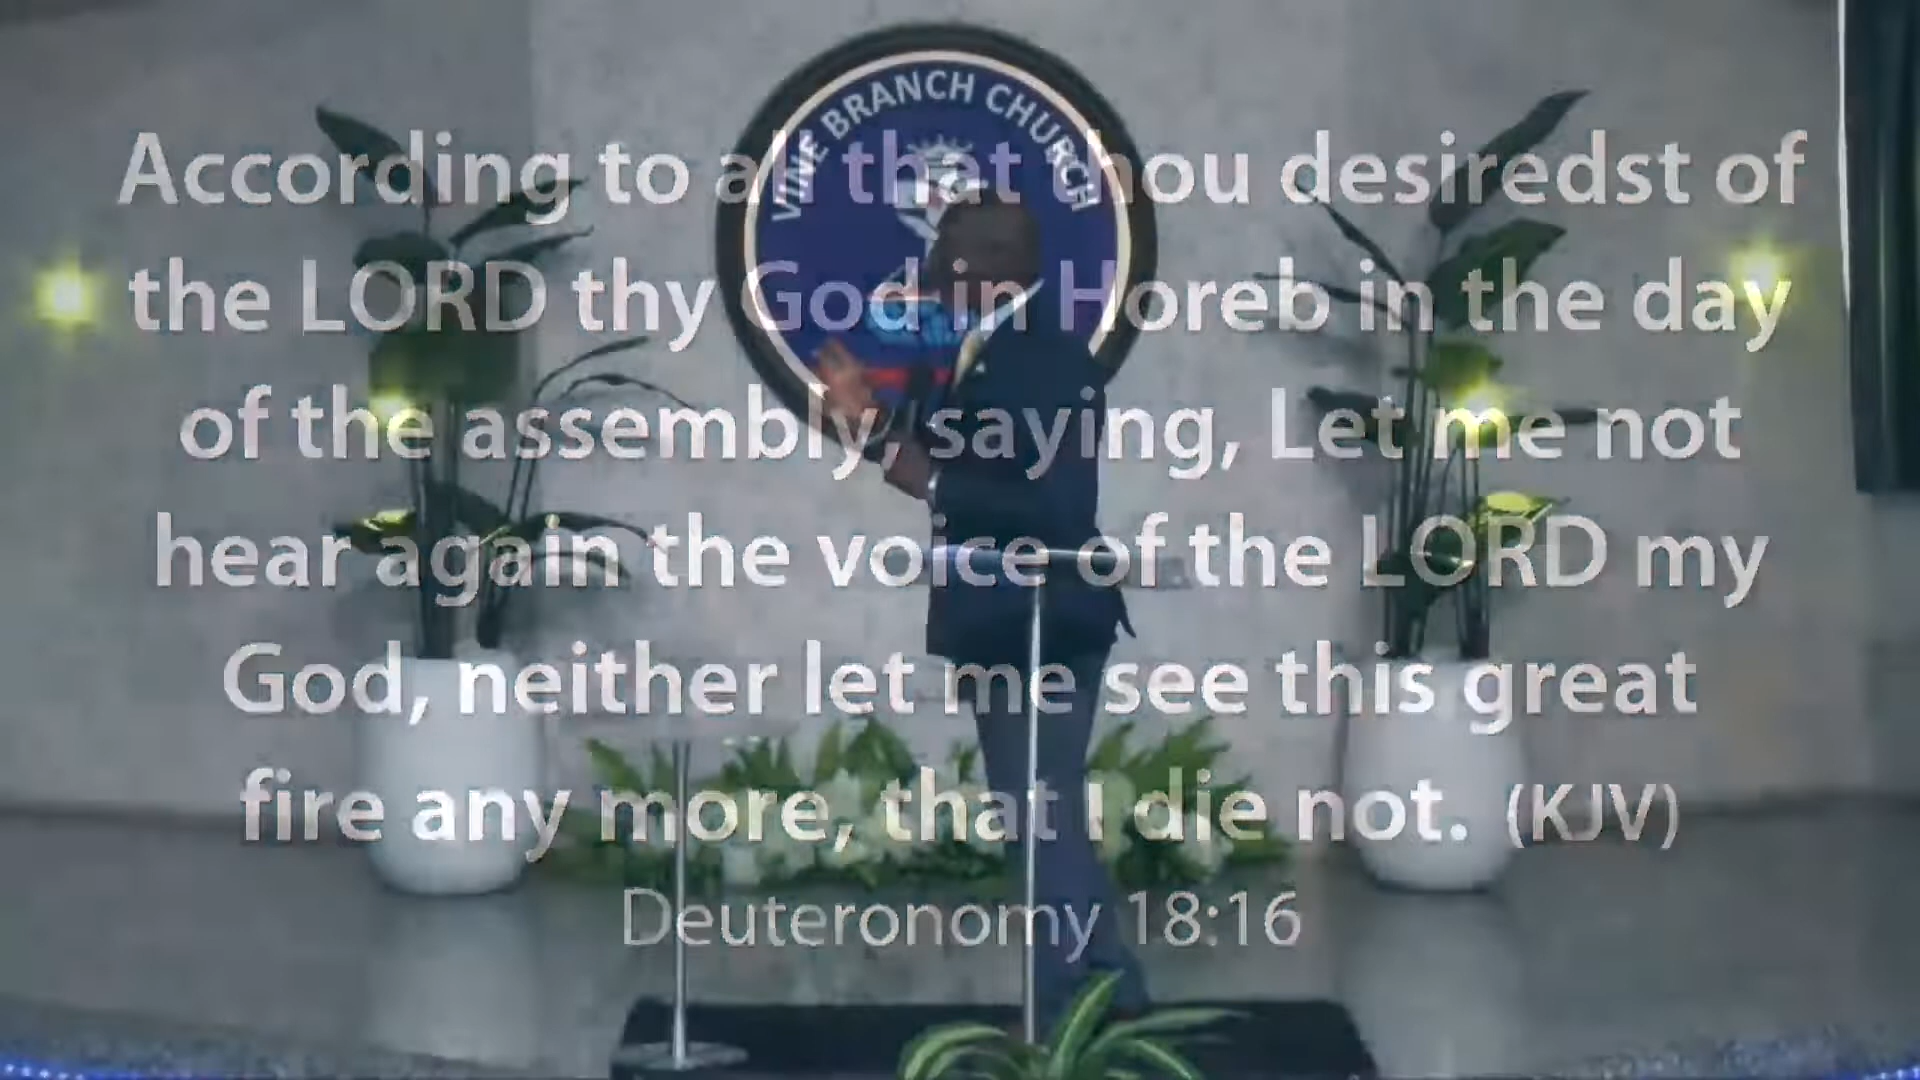 VINE BRANCH CHURCH
According to all that thou desiredst of
the LORD thy God in Horeb in the day
of the assembly, saying, Let me not
hear again the voice of the LORD my
God, neither let me see this great
fire any more, that I die not. (KJV)
Deuteronomy 18:16